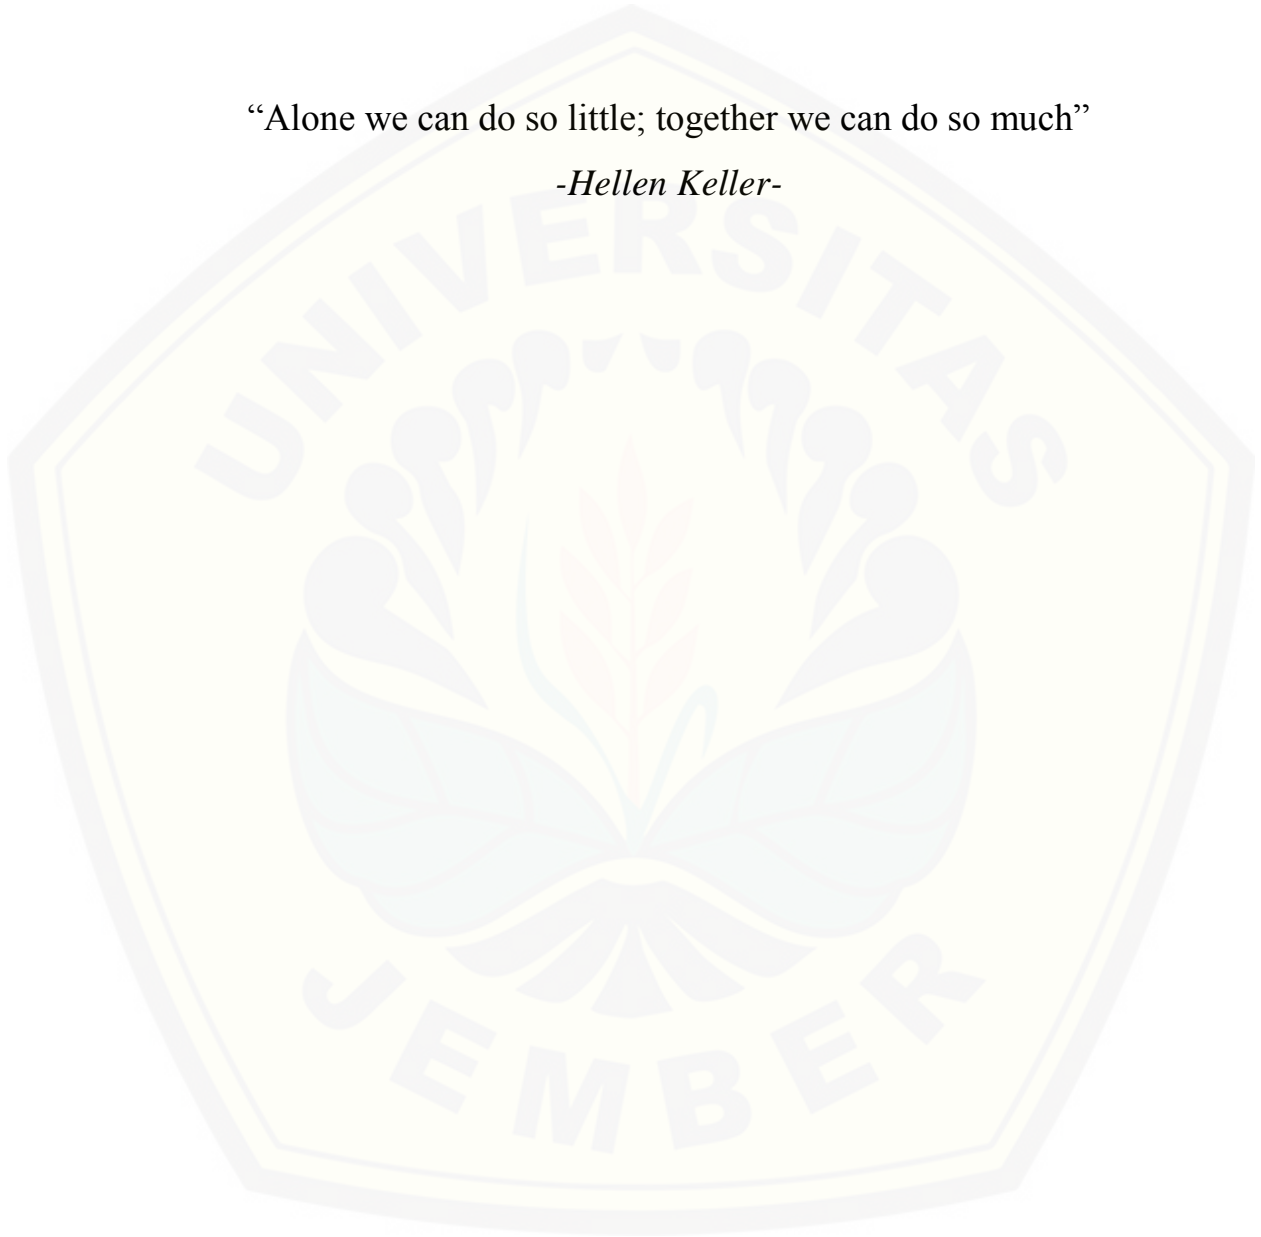 “Alone we can do so little; together we can do so much”
-Hellen Keller-
UNIVERSITAS
JEMBER